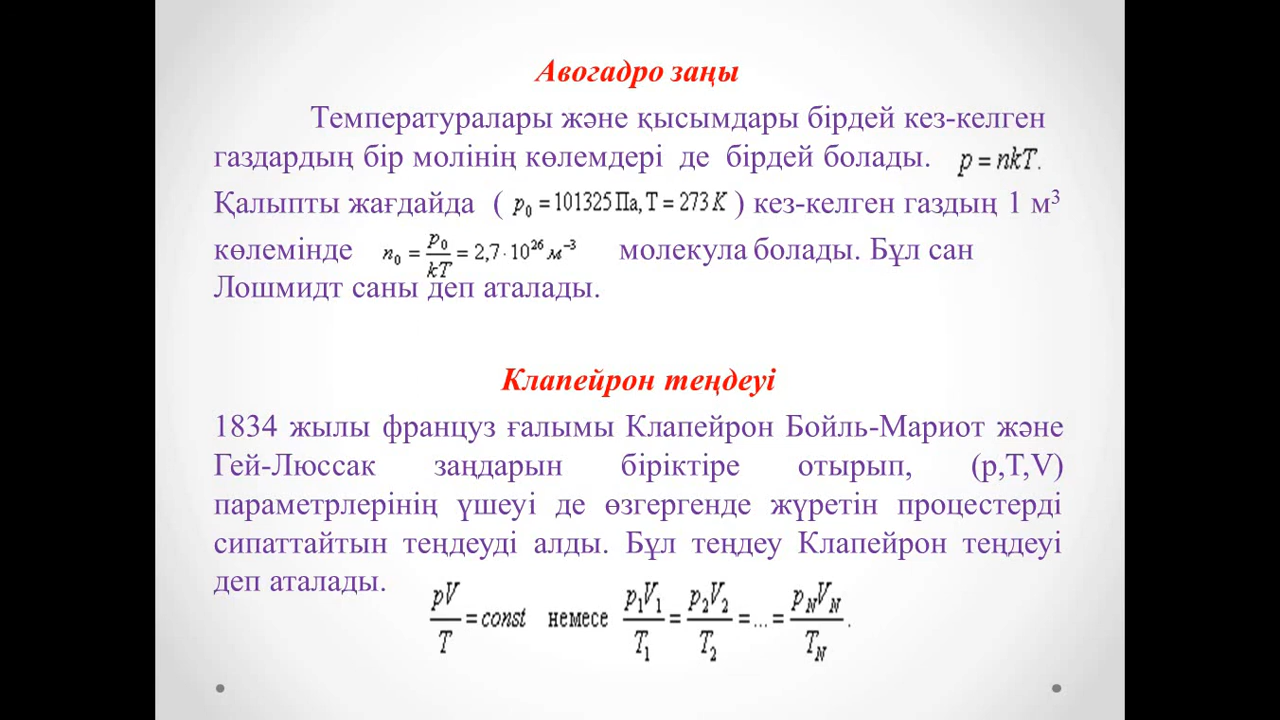 Авогадро заңы
Температуралары және қысымдары бірдей кез-келген
газдардың бір молінің көлемдері де бірдей болады. p = nkT.
Қалыпты жағдайда ( p₀ = 101325 Па, T = 273 K ) кез-келген газдың 1 м³
көлемінде n₀ = p₀/kT = 2,7·10²⁶ м⁻³ молекула болады. Бұл сан
Лошмидт саны деп аталады.
Клапейрон теңдеуі
1834 жылы француз ғалымы Клапейрон Бойль-Мариот және
Гей-Люссак заңдарын біріктіре отырып, (p,T,V)
параметрлерінің үшеуі де өзгергенде жүретін процестерді
сипаттайтын теңдеуді алды. Бұл теңдеу Клапейрон теңдеуі
деп аталады.
pV/T = const немесе p₁V₁/T₁ = p₂V₂/T₂ = ... = p_N V_N/T_N.